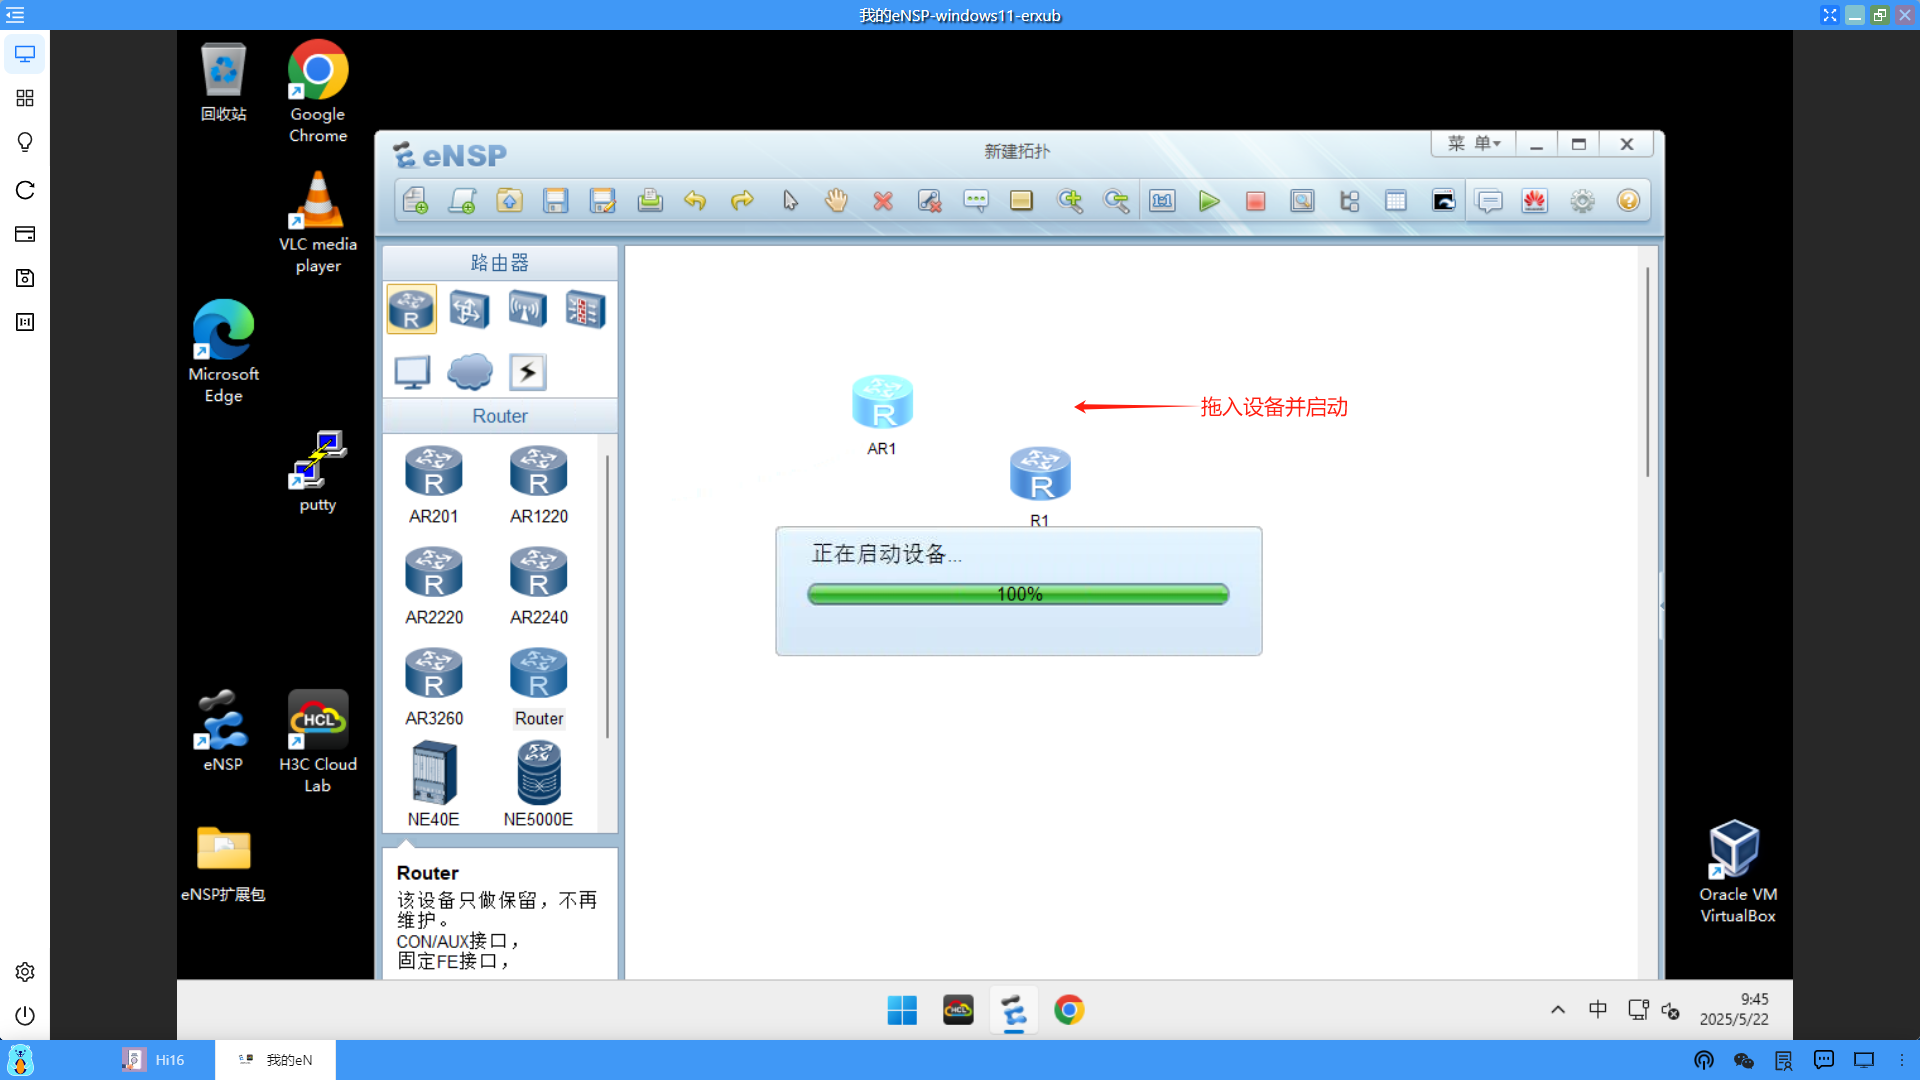 我的eNSP-windows11-erxub
回收站
Google
Chrome
VLC media
player
Microsoft
Edge
putty
eNSP
H3C Cloud
Lab
eNSP扩展包
eNSP
新建拓扑
菜 单
路由器
Router
AR201
AR1220
AR2220
AR2240
AR3260
Router
NE40E
NE5000E
Router
该设备只做保留，不再
维护。
CON/AUX接口，
固定FE接口，
R
AR1
拖入设备并启动
R
R1
正在启动设备...
100%
Oracle VM
VirtualBox
中
9:45
2025/5/22
Hi16
我的eN